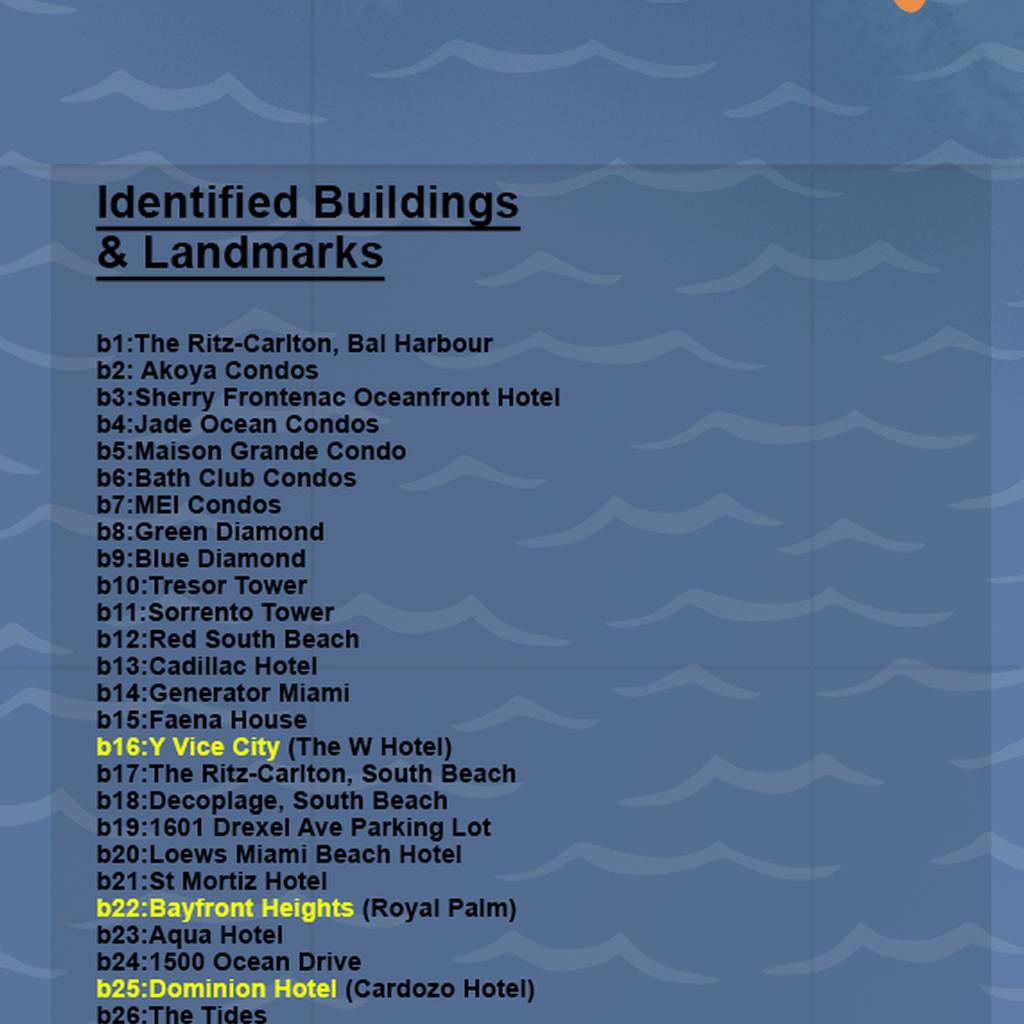 Identified Buildings
& Landmarks
b1:The Ritz-Carlton, Bal Harbour
b2: Akoya Condos
b3:Sherry Frontenac Oceanfront Hotel
b4:Jade Ocean Condos
b5:Maison Grande Condo
b6:Bath Club Condos
b7:MEI Condos
b8:Green Diamond
b9:Blue Diamond
b10:Tresor Tower
b11:Sorrento Tower
b12:Red South Beach
b13:Cadillac Hotel
b14:Generator Miami
b15:Faena House
b16:Y Vice City (The W Hotel)
b17:The Ritz-Carlton, South Beach
b18:Decoplage, South Beach
b19:1601 Drexel Ave Parking Lot
b20:Loews Miami Beach Hotel
b21:St Mortiz Hotel
b22:Bayfront Heights (Royal Palm)
b23:Aqua Hotel
b24:1500 Ocean Drive
b25:Dominion Hotel (Cardozo Hotel)
b26:The Tides